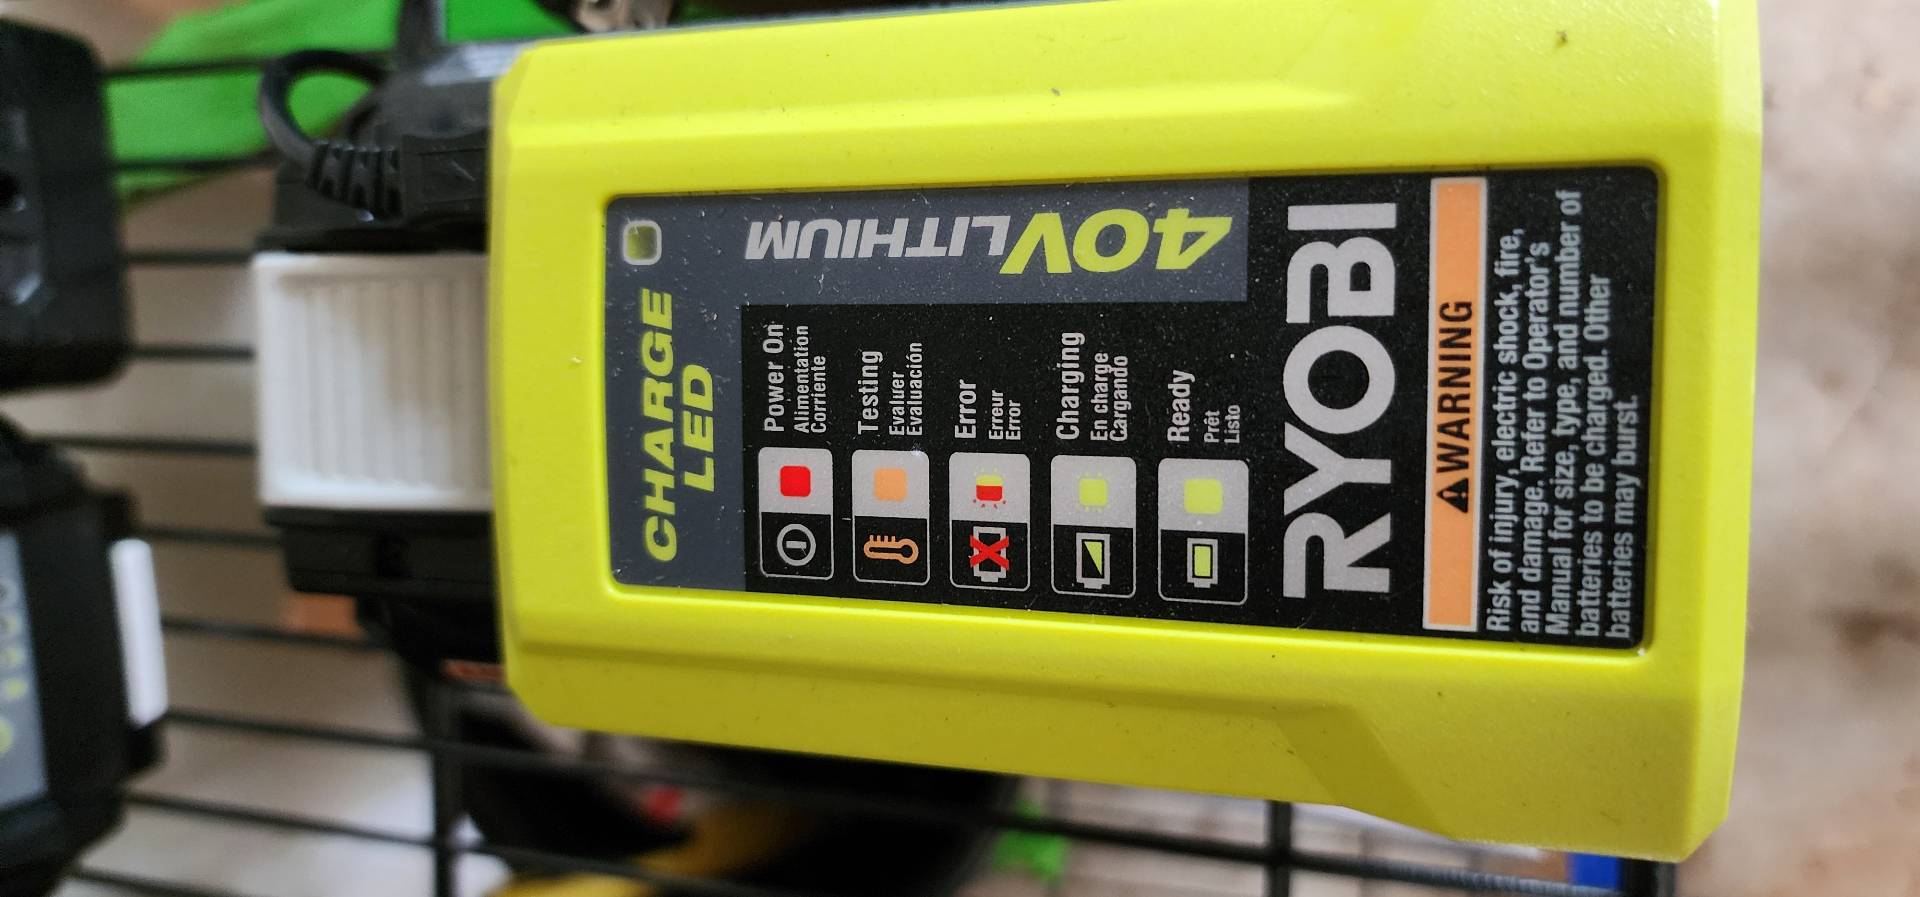 CHARGE
LED
40V LITHIUM
Power On
Alimentation
Corriente
Testing
Evaluer
Evaluación
Error
Erreur
Error
Charging
En charge
Cargando
Ready
Prêt
Listo
RYOBI
⚠WARNING
Risk of injury, electric shock, fire,
and damage. Refer to Operator's
Manual for size, type, and number of
batteries to be charged. Other
batteries may burst.